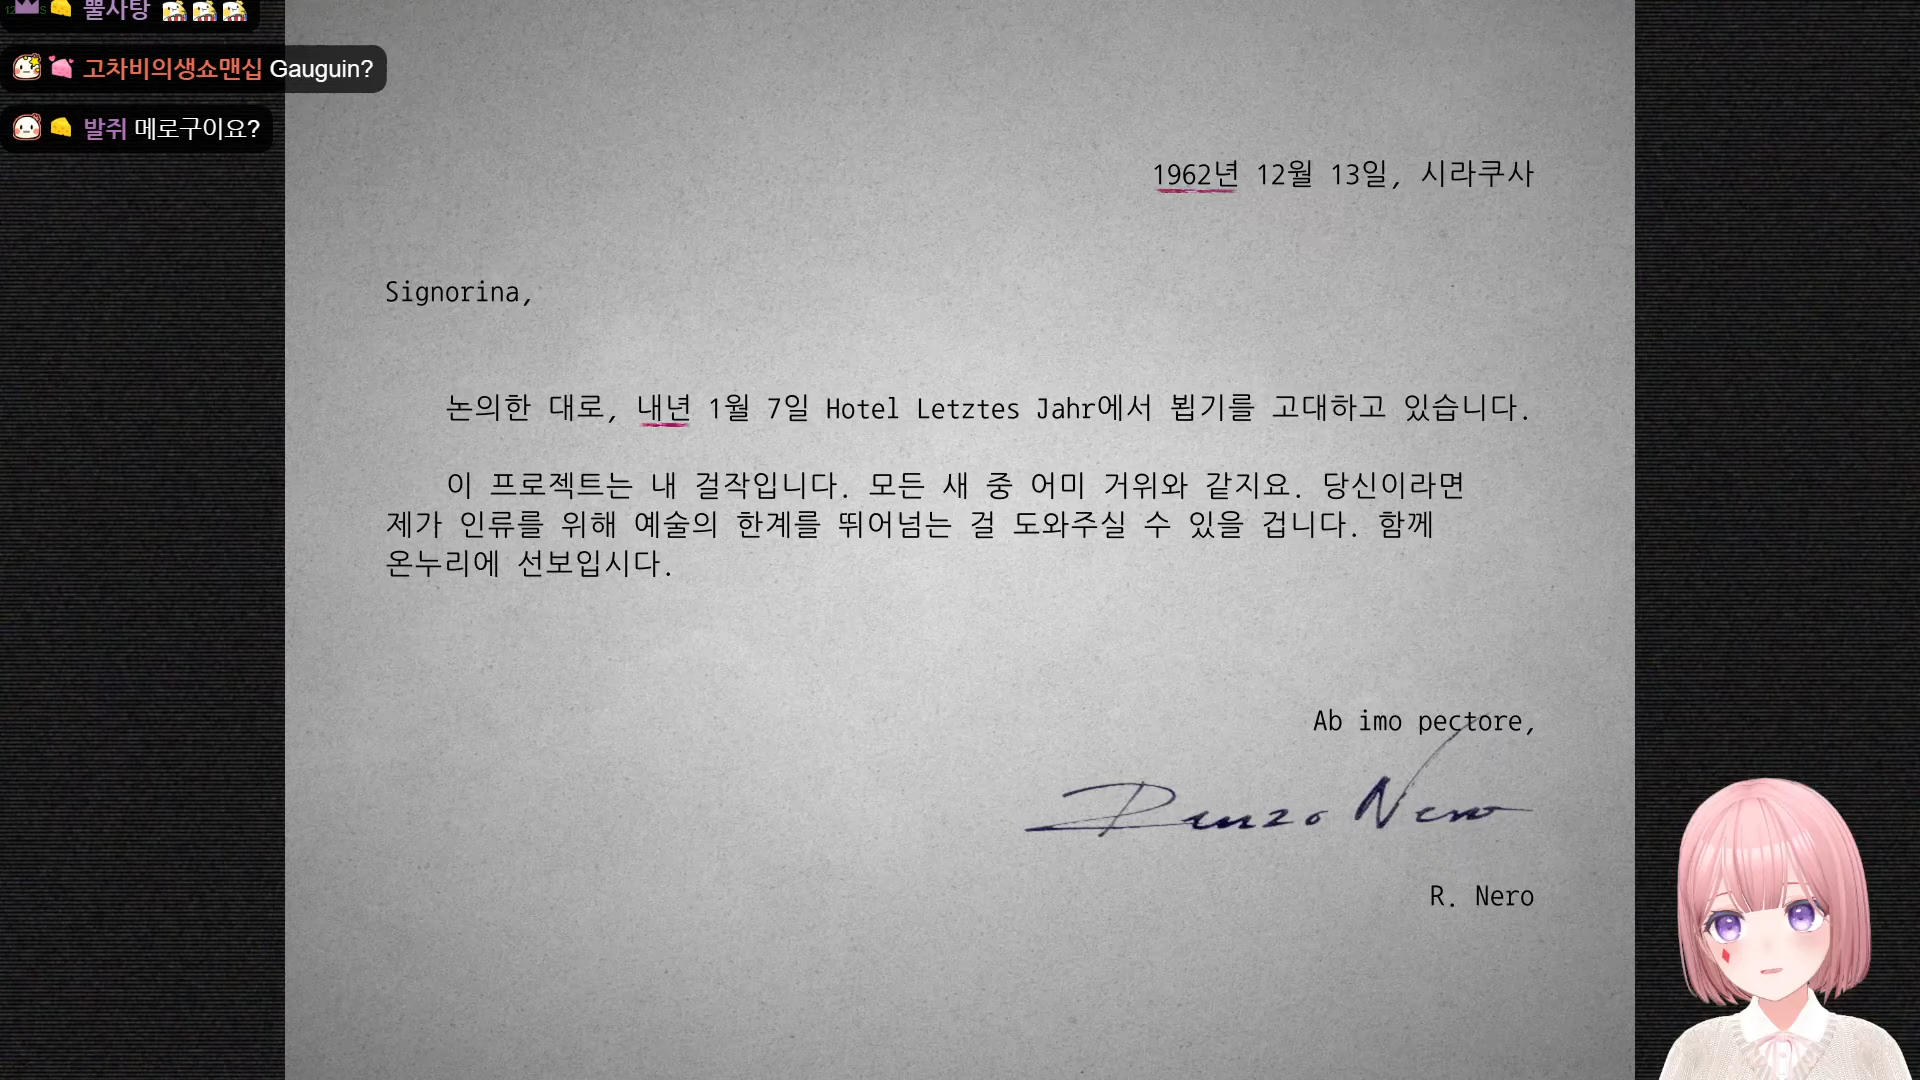 뿔사탕
고차비의생쇼맨십 Gauguin?
발쥐 메로구이요?
1962년 12월 13일, 시라쿠사
Signorina,
논의한 대로, 내년 1월 7일 Hotel Letztes Jahr에서 뵙기를 고대하고 있습니다.
이 프로젝트는 내 걸작입니다. 모든 새 중 어미 거위와 같지요. 당신이라면
제가 인류를 위해 예술의 한계를 뛰어넘는 걸 도와주실 수 있을 겁니다. 함께
온누리에 선보입시다.
Ab imo pectore,
Renzo Nero
R. Nero